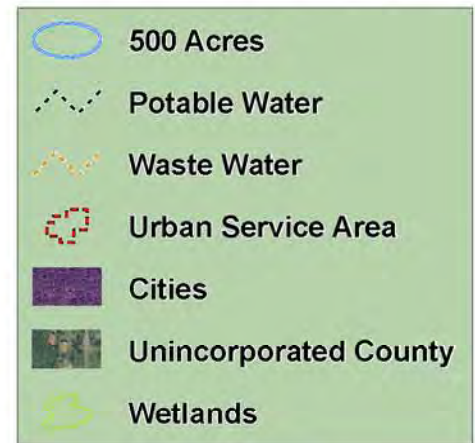 500 Acres
Potable Water
Waste Water
Urban Service Area
Cities
Unincorporated County
Wetlands